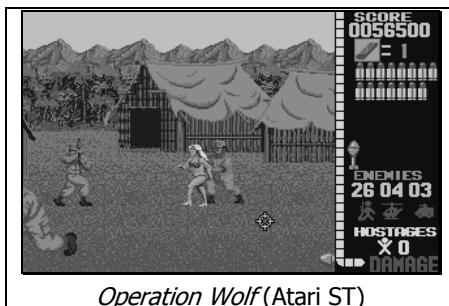 SCORE
0056500
= 1
ENEMIES
26 04 03
HOSTAGES
0
DAMAGE
Operation Wolf (Atari ST)